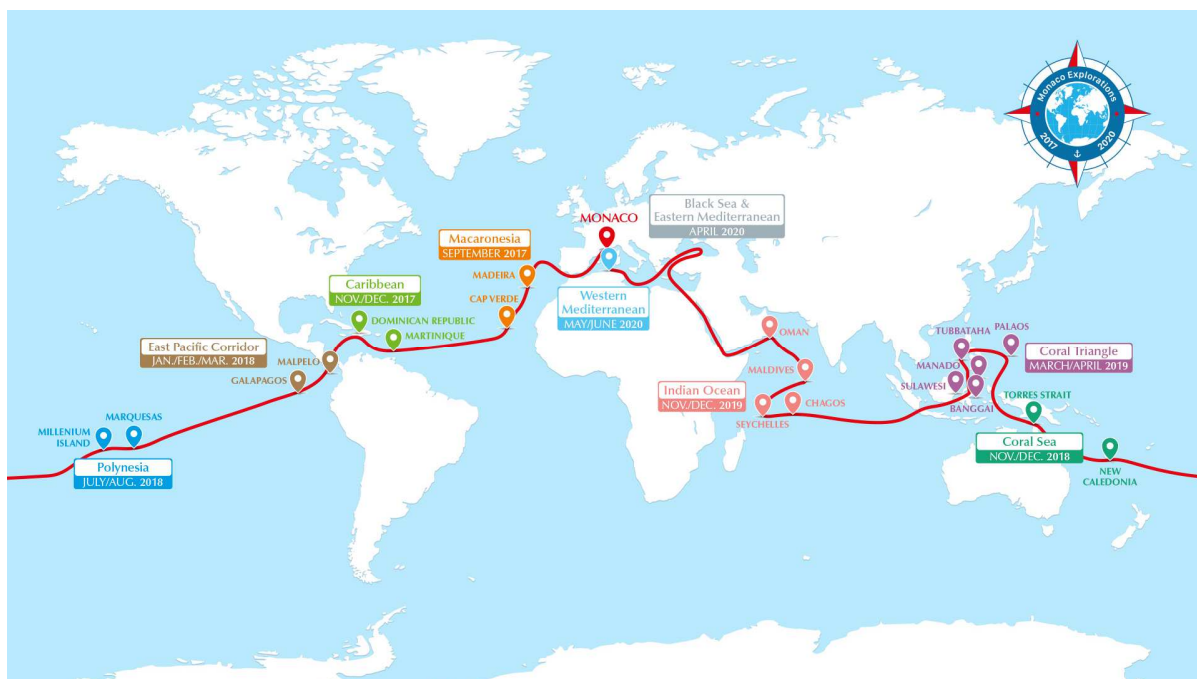 Monaco Explorations
2017
2020
Black Sea &
Eastern Mediterranean
APRIL 2020
MONACO
Macaronesia
SEPTEMBER 2017
MADEIRA
Caribbean
NOV./DEC. 2017
CAP VERDE
Western
Mediterranean
MAY/JUNE 2020
DOMINICAN REPUBLIC
MARTINIQUE
OMAN
TUBBATAHA
PALAOS
East Pacific Corridor
JAN./FEB./MAR. 2018
MALPELO
GALAPAGOS
MALDIVES
MANADO
Coral Triangle
MARCH/APRIL 2019
SULAWESI
BANGGAI
Indian Ocean
NOV./DEC. 2019
CHAGOS
SEYCHELLES
TORRES STRAIT
MARQUESAS
MILLENIUM
ISLAND
Polynesia
JULY/AUG. 2018
Coral Sea
NOV./DEC. 2018
NEW
CALEDONIA